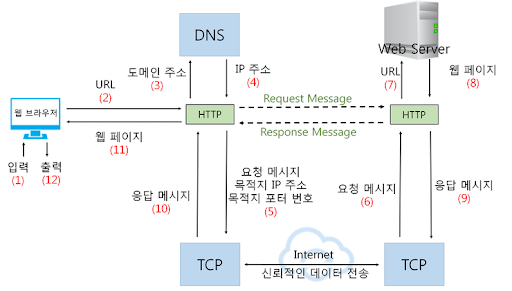 DNS
Web Server
도메인 주소
(3)
IP 주소
(4)
URL
(7)
웹 페이지
(8)
URL
(2)
웹 브라우저
HTTP
Request Message
Response Message
HTTP
웹 페이지
(11)
입력
(1)
출력
(12)
응답 메시지
(10)
요청 메시지
목적지 IP 주소
목적지 포터 번호
(5)
요청 메시지
(6)
응답 메시지
(9)
TCP
Internet
신뢰적인 데이터 전송
TCP